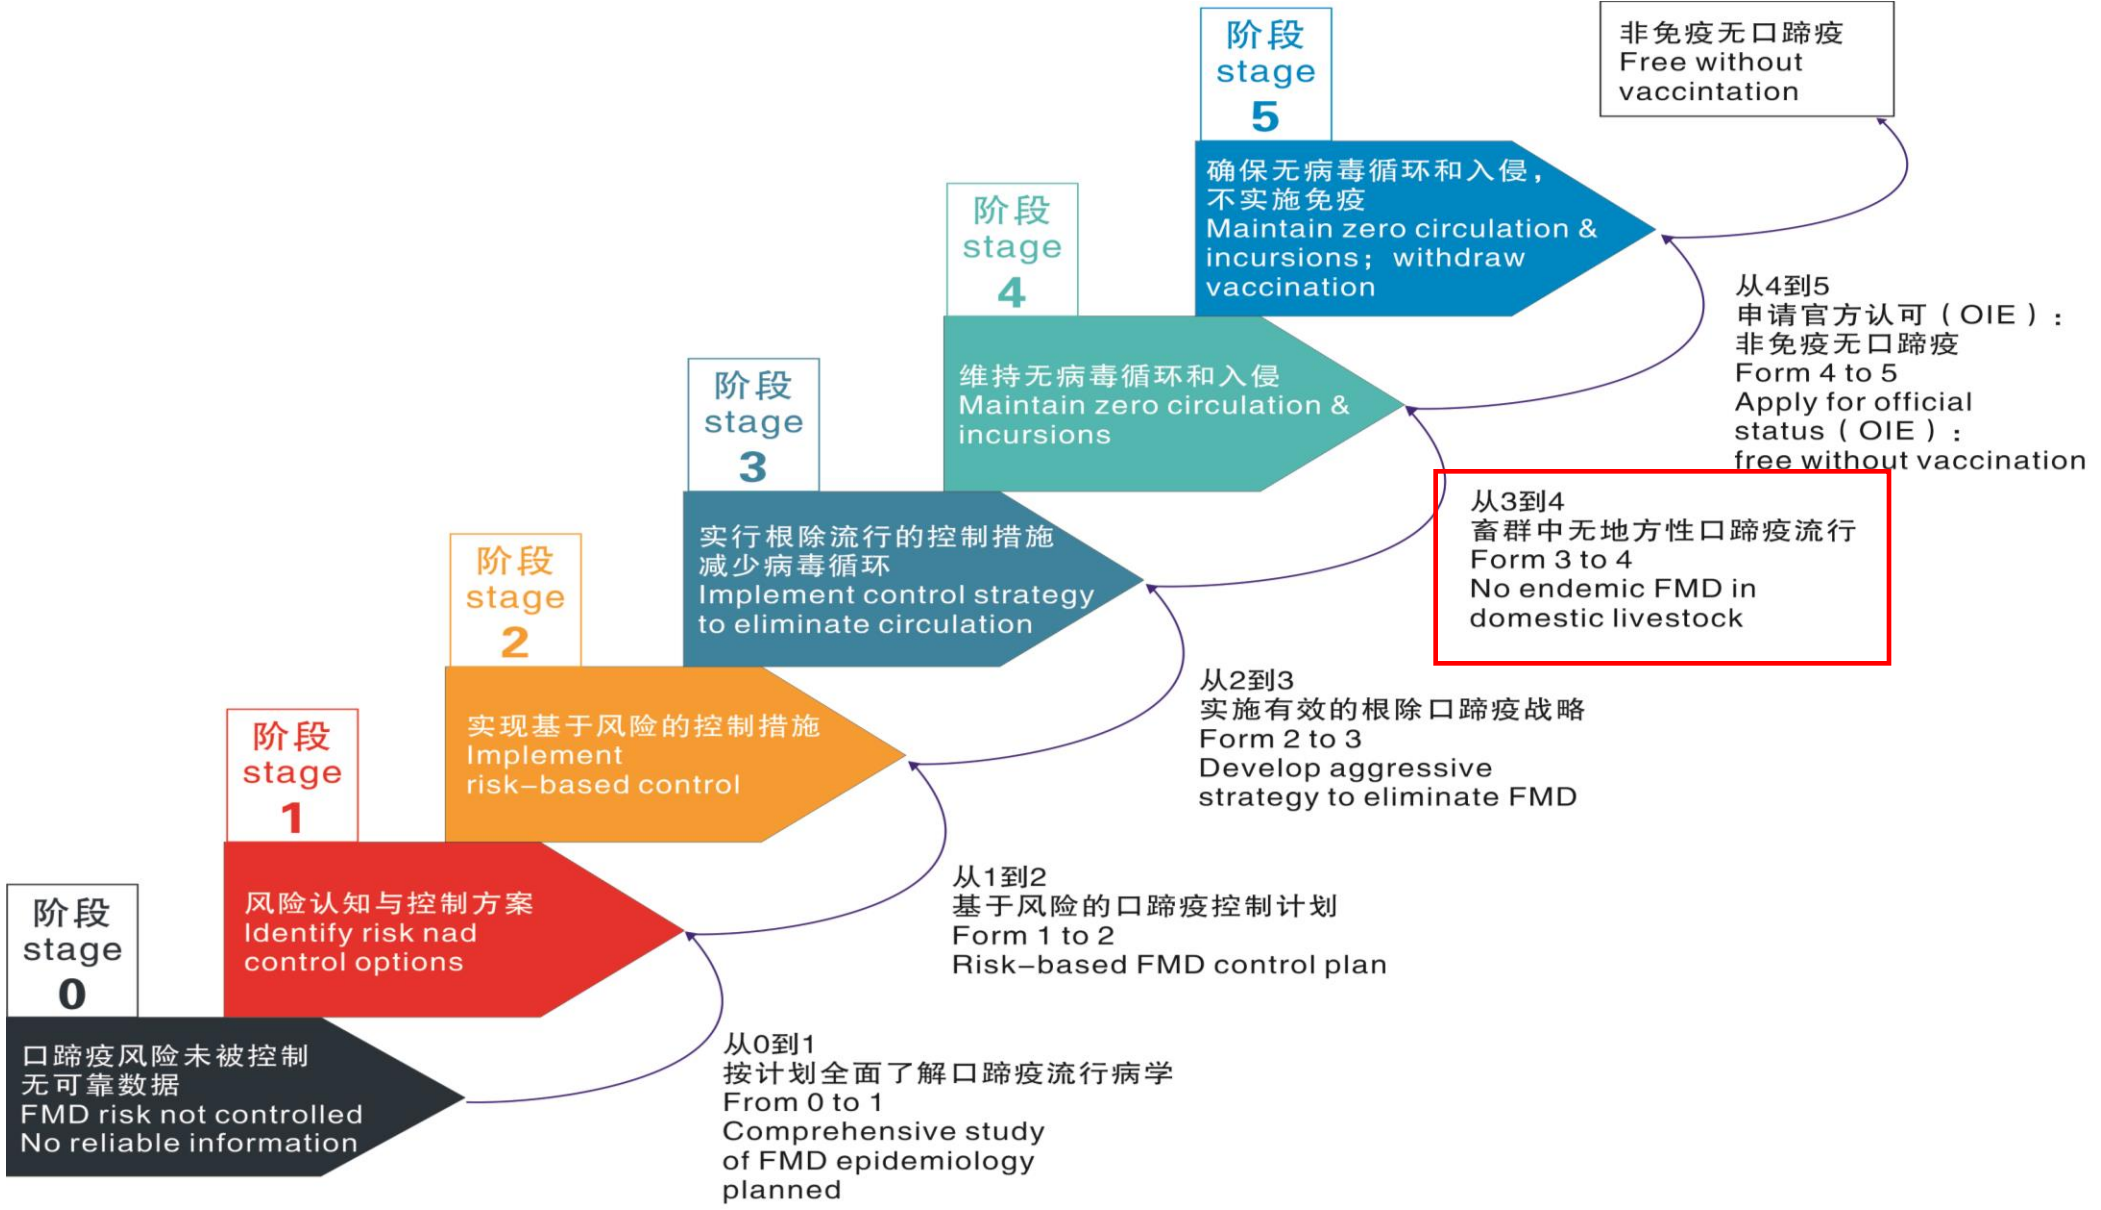 阶段
stage
5
确保无病毒循环和入侵，
不实施免疫
Maintain zero circulation &
incursions；withdraw
vaccination
非免疫无口蹄疫
Free without
vaccintation
阶段
stage
4
维持无病毒循环和入侵
Maintain zero circulation &
incursions
从4到5
申请官方认可（OIE）：
非免疫无口蹄疫
Form 4 to 5
Apply for official
status（OIE）：
free without vaccination
阶段
stage
3
实行根除流行的控制措施
减少病毒循环
Implement control strategy
to eliminate circulation
从3到4
畜群中无地方性口蹄疫流行
Form 3 to 4
No endemic FMD in
domestic livestock
阶段
stage
2
实现基于风险的控制措施
Implement
risk–based control
从2到3
实施有效的根除口蹄疫战略
Form 2 to 3
Develop aggressive
strategy to eliminate FMD
阶段
stage
1
风险认知与控制方案
Identify risk nad
control options
从1到2
基于风险的口蹄疫控制计划
Form 1 to 2
Risk–based FMD control plan
阶段
stage
0
口蹄疫风险未被控制
无可靠数据
FMD risk not controlled
No reliable information
从0到1
按计划全面了解口蹄疫流行病学
From 0 to 1
Comprehensive study
of FMD epidemiology
planned